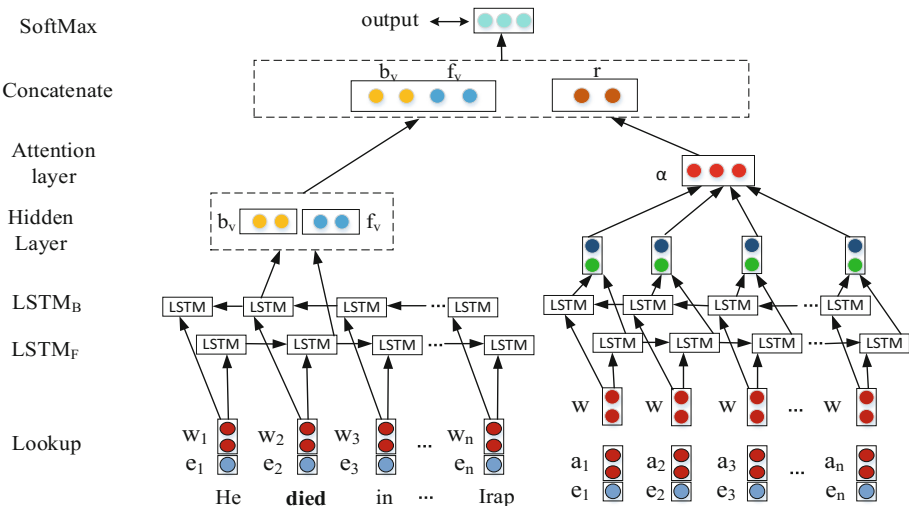 SoftMax
output
Concatenate
b_v f_v r
Attention
layer
α
Hidden
Layer
b_v f_v
LSTM_B
LSTM LSTM LSTM ... LSTM
LSTM LSTM LSTM ... LSTM
LSTM_F
LSTM LSTM LSTM ... LSTM
LSTM LSTM LSTM ... LSTM
w w w ... w
Lookup
w_1 w_2 w_3 ... w_n
e_1 e_2 e_3 e_n
He died in ... Irap
a_1 a_2 a_3 ... a_n
e_1 e_2 e_3 e_n